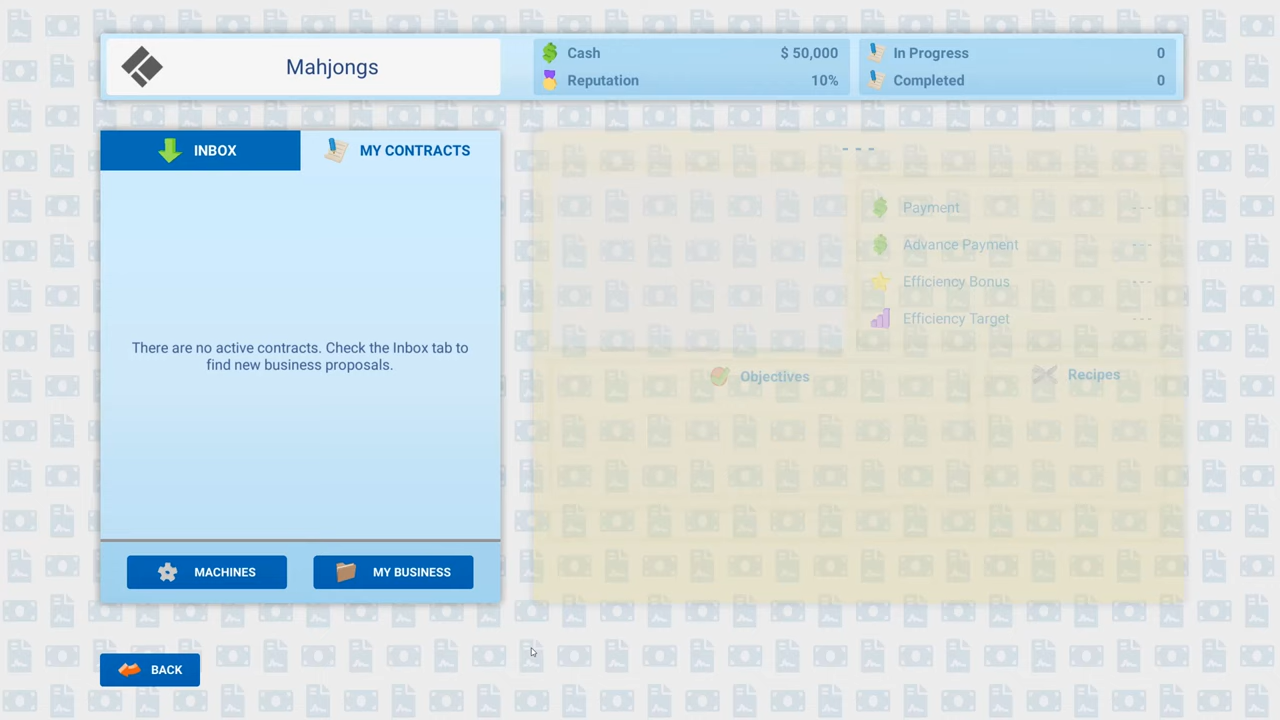 Mahjongs
Cash $ 50,000
Reputation 10%
In Progress 0
Completed 0
INBOX
MY CONTRACTS
There are no active contracts. Check the Inbox tab to
find new business proposals.
MACHINES
MY BUSINESS
BACK
---
Payment ---
Advance Payment ---
Efficiency Bonus ---
Efficiency Target ---
Objectives
Recipes